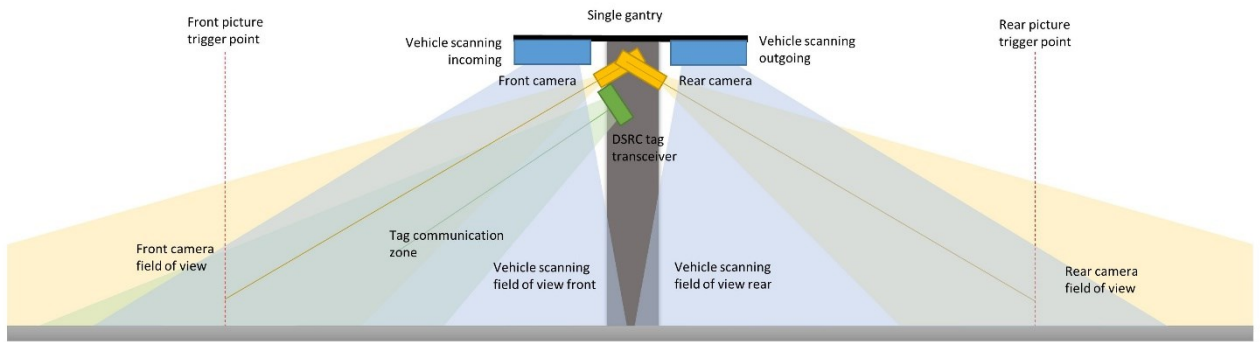 Single gantry
Front picture
trigger point
Rear picture
trigger point
Vehicle scanning
incoming
Vehicle scanning
outgoing
Front camera
Rear camera
DSRC tag
transceiver
Tag communication
zone
Front camera
field of view
Vehicle scanning
field of view front
Vehicle scanning
field of view rear
Rear camera
field of view